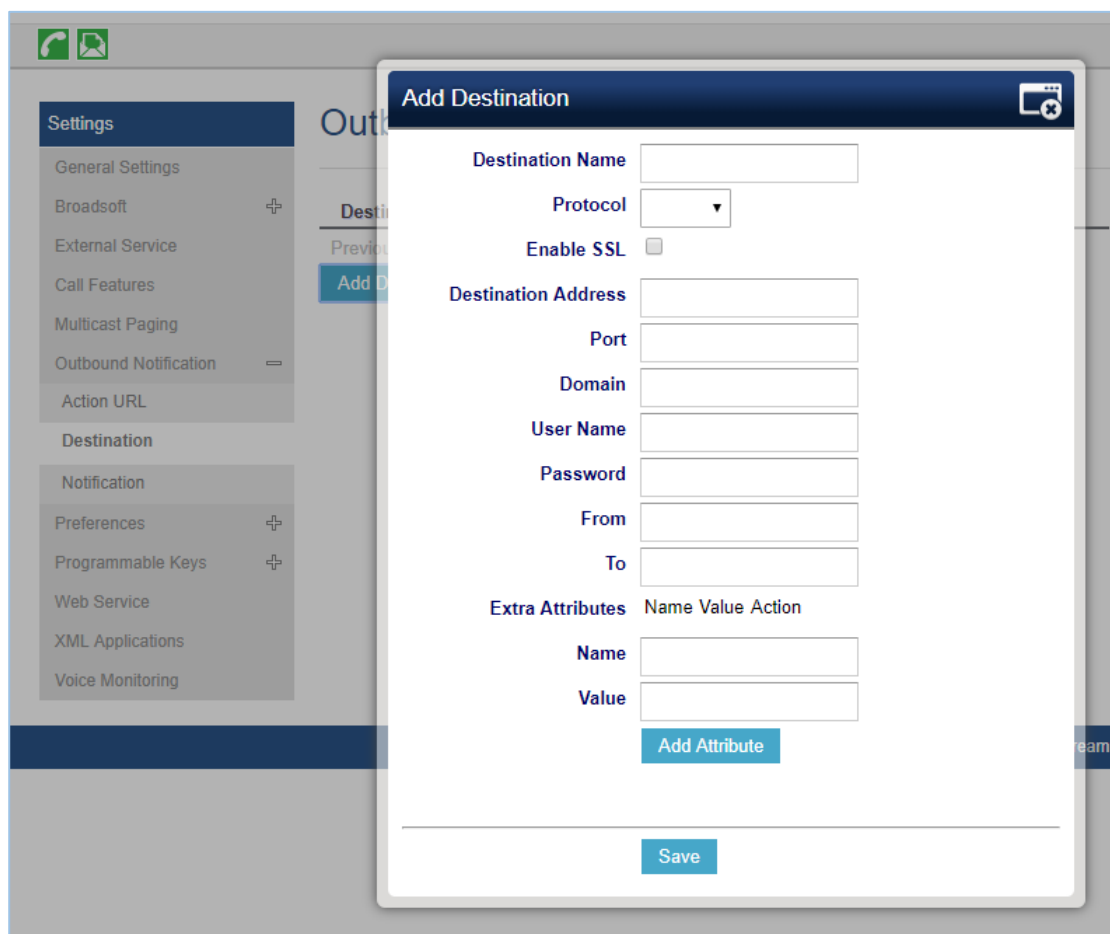 Settings
General Settings
Broadsoft
External Service
Call Features
Multicast Paging
Outbound Notification
Action URL
Destination
Notification
Preferences
Programmable Keys
Web Service
XML Applications
Voice Monitoring
Add Destination
Destination Name
Protocol
Enable SSL
Destination Address
Port
Domain
User Name
Password
From
To
Extra Attributes Name Value Action
Name
Value
Add Attribute
Save